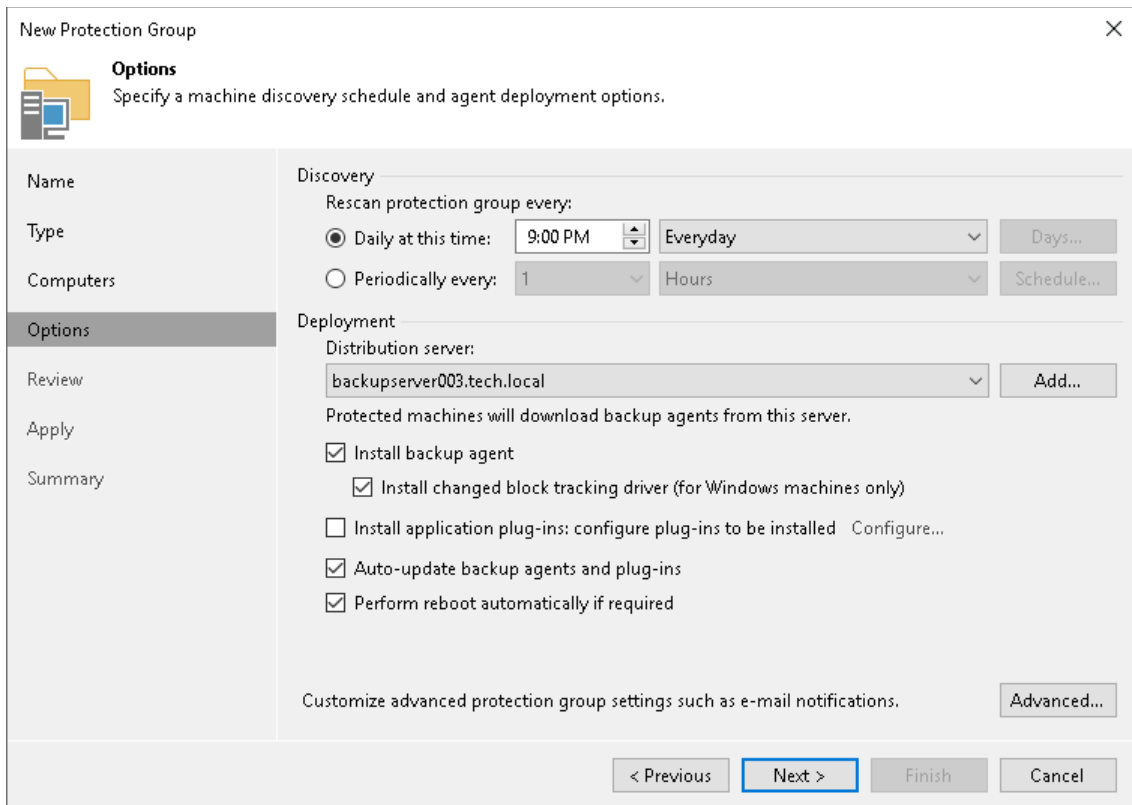 New Protection Group
Options
Specify a machine discovery schedule and agent deployment options.
Name
Type
Computers
Options
Review
Apply
Summary
Discovery
Rescan protection group every:
Daily at this time: 9:00 PM Everyday Days...
Periodically every: 1 Hours Schedule...
Deployment
Distribution server:
backupserver003.tech.local Add...
Protected machines will download backup agents from this server.
Install backup agent
Install changed block tracking driver (for Windows machines only)
Install application plug-ins: configure plug-ins to be installed Configure...
Auto-update backup agents and plug-ins
Perform reboot automatically if required
Customize advanced protection group settings such as e-mail notifications. Advanced...
< Previous Next > Finish Cancel